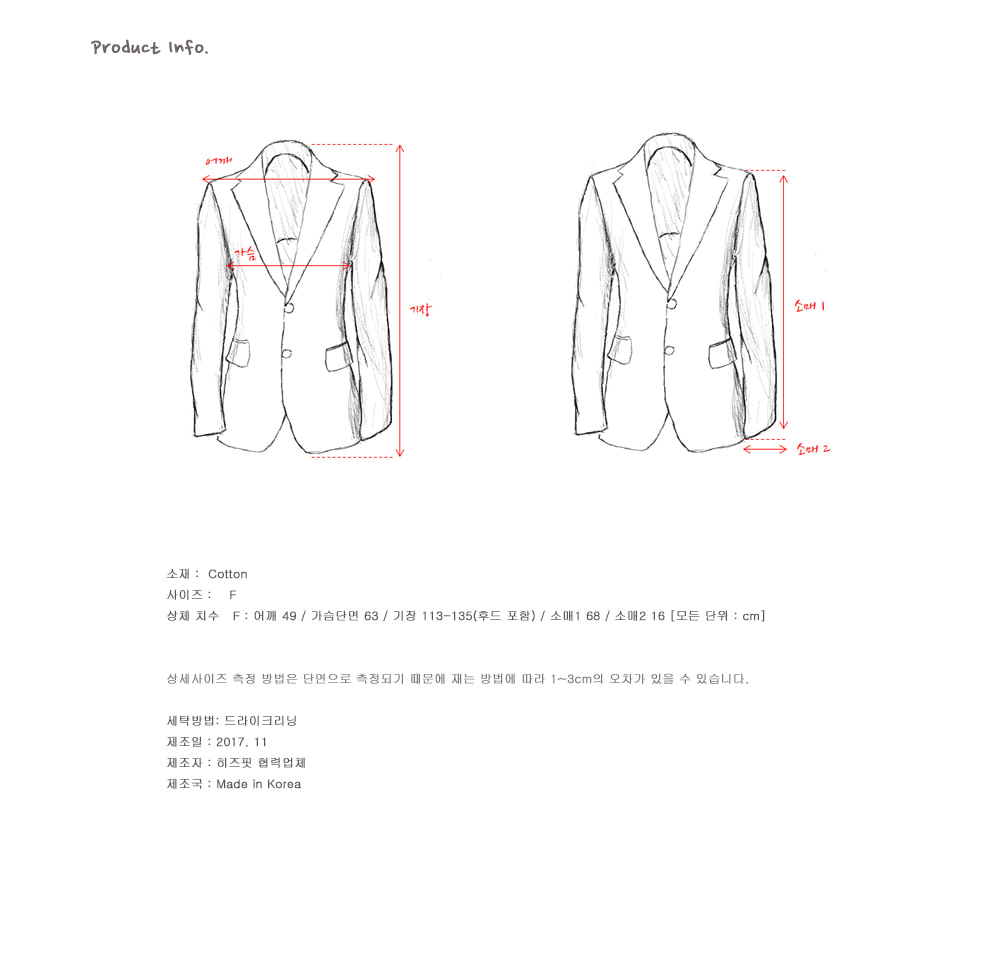 Product Info.
어깨
가슴
기장
소매 1
소매 2
소재 : Cotton
사이즈 : F
상체 치수 F : 어깨 49 / 가슴단면 63 / 기장 113-135(후드 포함) / 소매1 68 / 소매2 16 [모든 단위 : cm]
상세사이즈 측정 방법은 단면으로 측정되기 때문에 재는 방법에 따라 1~3cm의 오차가 있을 수 있습니다.
세탁방법: 드라이크리닝
제조일 : 2017. 11
제조자 : 히즈핏 협력업체
제조국 : Made in Korea